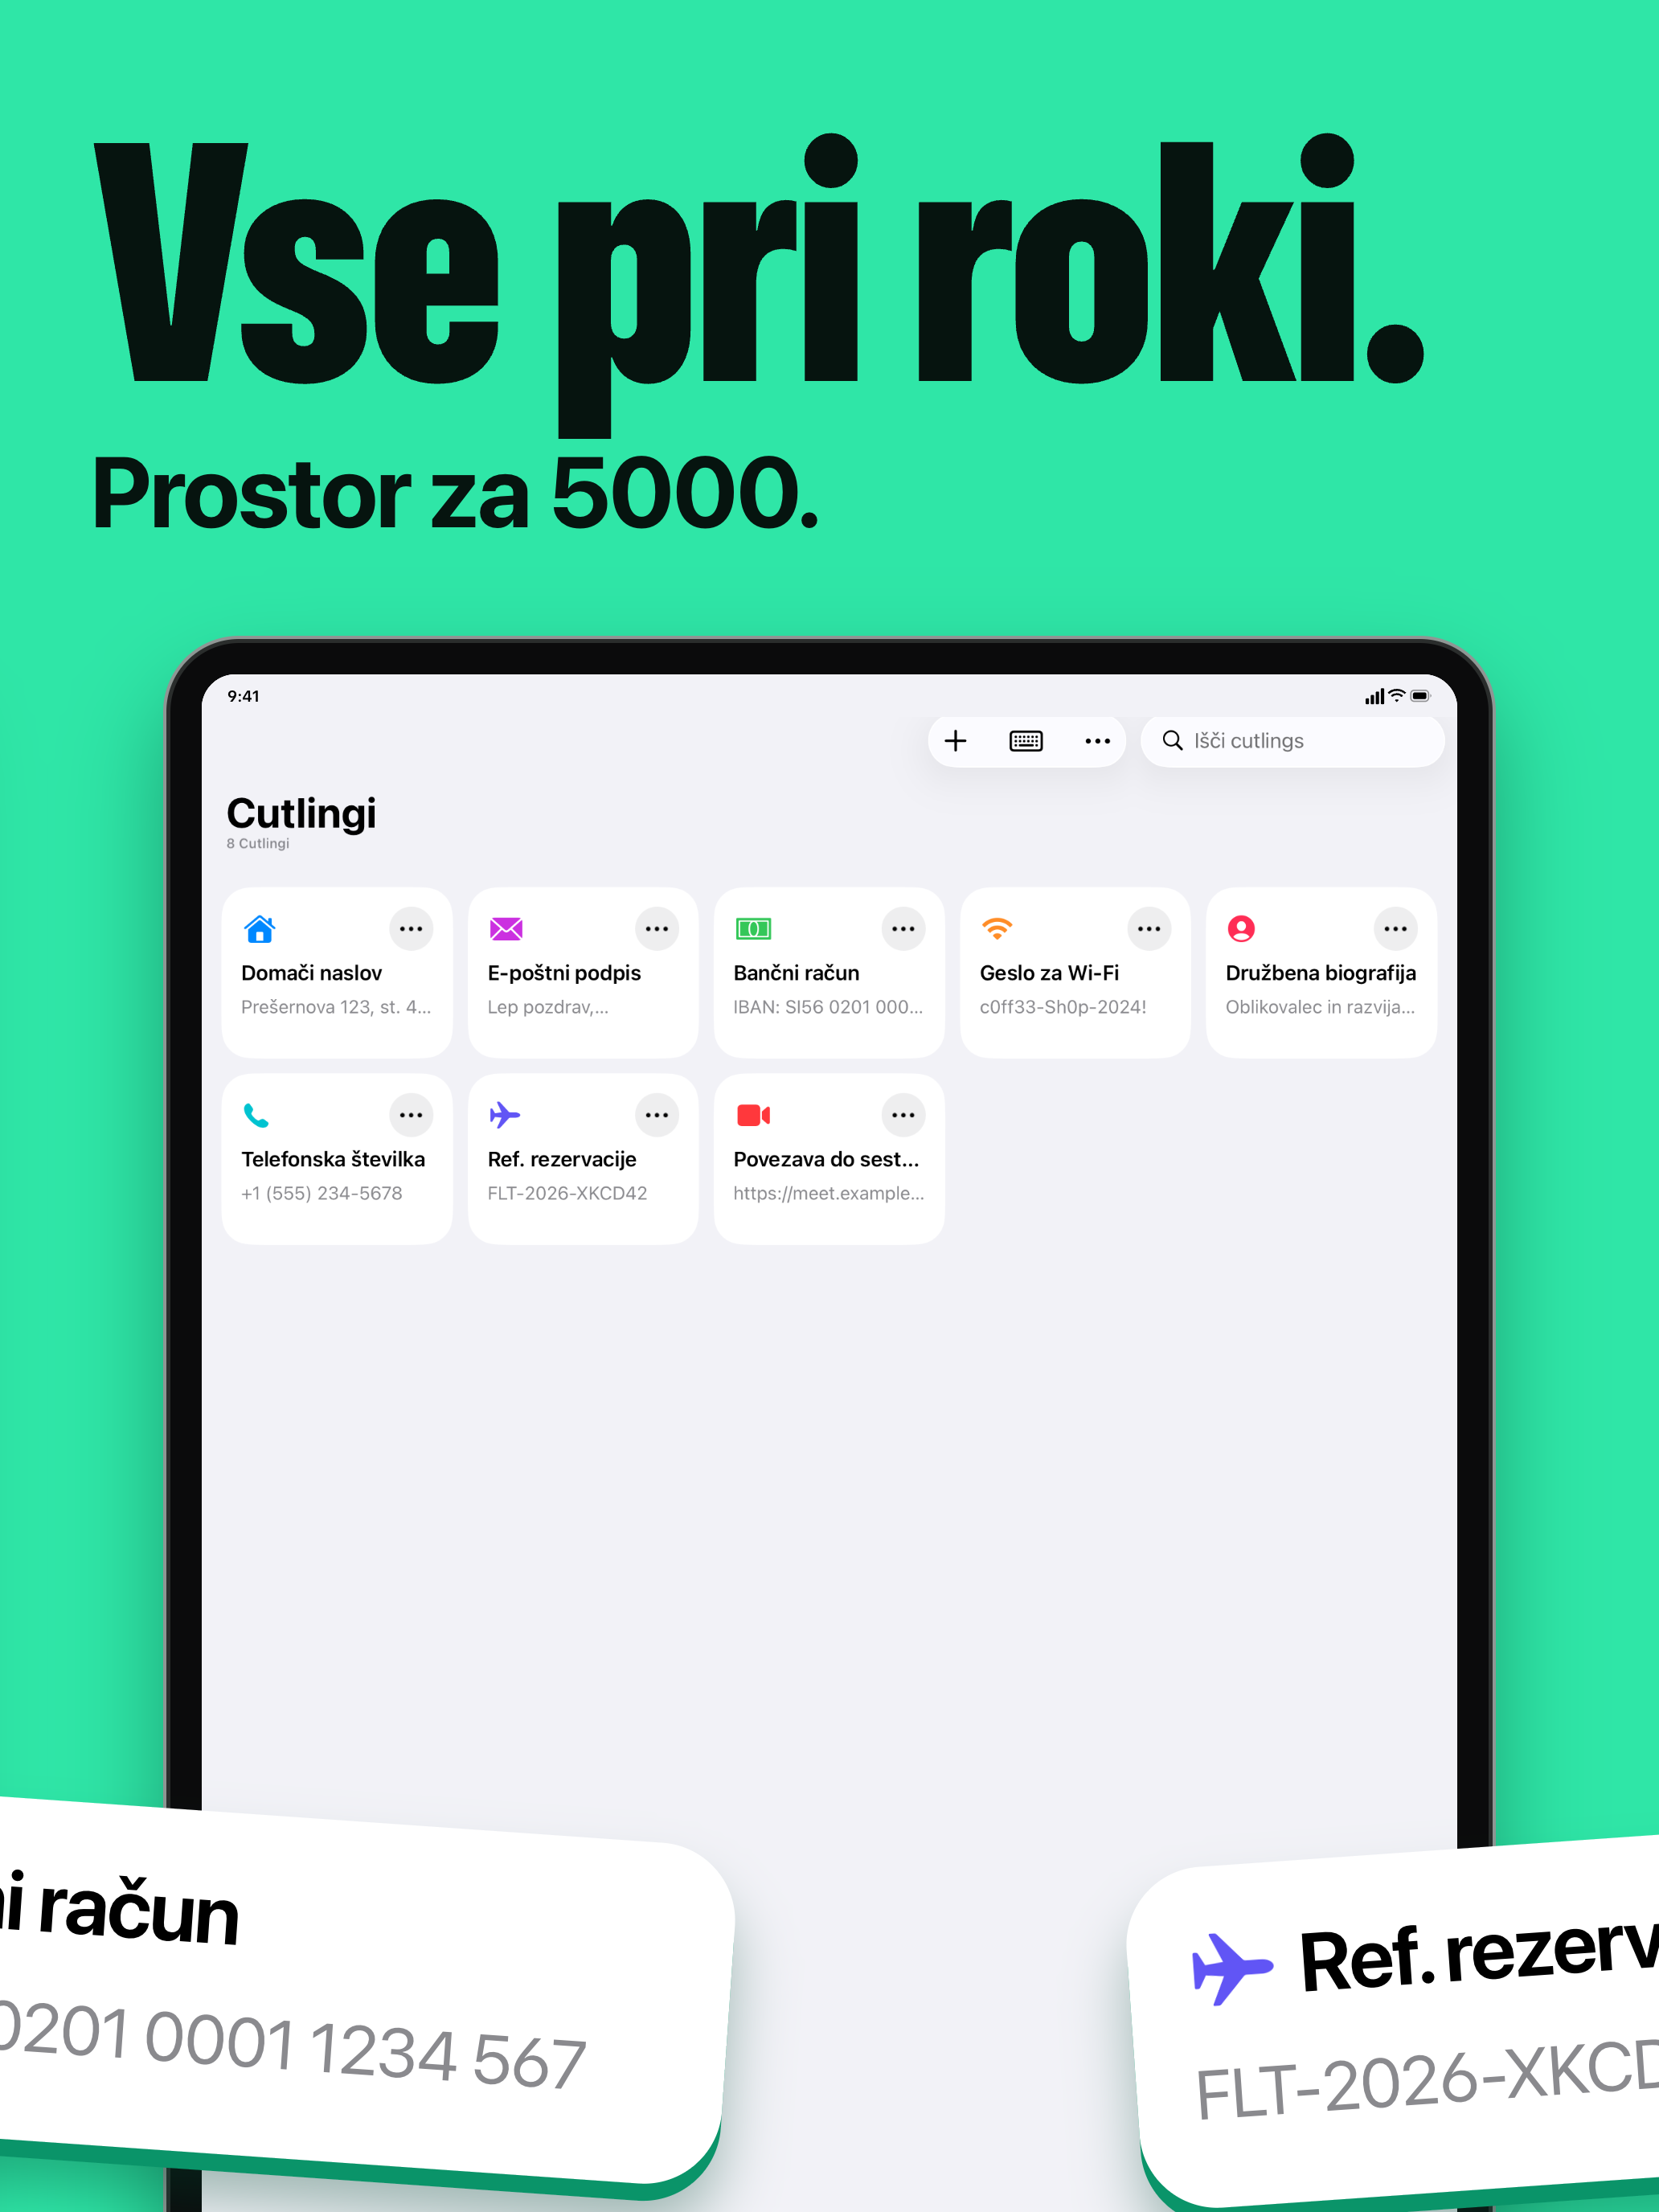 Vse pri roki.
Prostor za 5000.
9:41
Išči cutlings
Cutlingi
8 Cutlingi
Domači naslov
Prešernova 123, st. 4...
E-poštni podpis
Lep pozdrav,...
Bančni račun
IBAN: SI56 0201 000...
Geslo za Wi-Fi
c0ff33-Sh0p-2024!
Družbena biografija
Oblikovalec in razvija...
Telefonska številka
+1 (555) 234-5678
Ref. rezervacije
FLT-2026-XKCD42
Povezava do sest...
https://meet.example...
ni račun
0201 0001 1234 567
Ref. rezerv
FLT-2026-XKCD